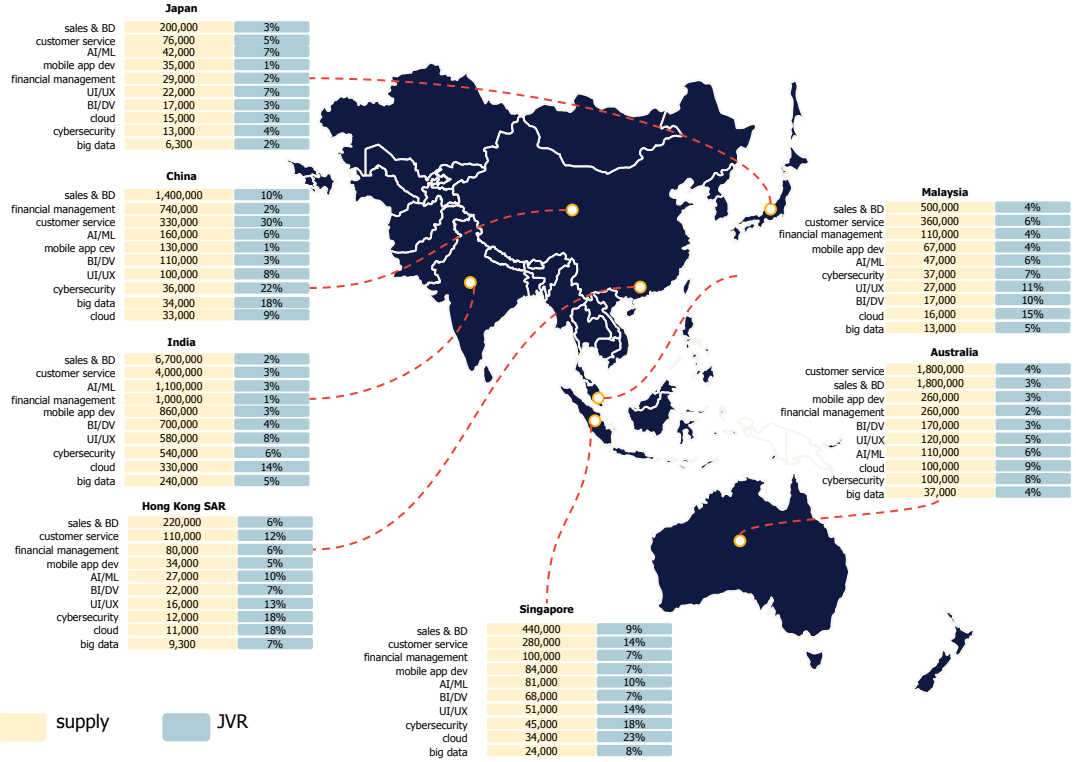 Japan
sales & BD 200,000 3%
customer service 76,000 5%
AI/ML 42,000 7%
mobile app dev 35,000 1%
financial management 29,000 2%
UI/UX 22,000 7%
BI/DV 17,000 3%
cloud 15,000 3%
cybersecurity 13,000 4%
big data 6,300 2%
China
sales & BD 1,400,000 10%
financial management 740,000 2%
customer service 330,000 30%
AI/ML 160,000 6%
mobile app cev 130,000 1%
BI/DV 110,000 3%
UI/UX 100,000 8%
cybersecurity 36,000 22%
big data 34,000 18%
cloud 33,000 9%
India
sales & BD 6,700,000 2%
customer service 4,000,000 3%
AI/ML 1,100,000 3%
financial management 1,000,000 1%
mobile app dev 860,000 3%
BI/DV 700,000 4%
UI/UX 580,000 8%
cybersecurity 540,000 6%
cloud 330,000 14%
big data 240,000 5%
Hong Kong SAR
sales & BD 220,000 6%
customer service 110,000 12%
financial management 80,000 6%
mobile app dev 34,000 5%
AI/ML 27,000 10%
BI/DV 22,000 7%
UI/UX 16,000 13%
cybersecurity 12,000 18%
cloud 11,000 18%
big data 9,300 7%
Malaysia
sales & BD 500,000 4%
customer service 360,000 6%
financial management 110,000 4%
mobile app dev 67,000 4%
AI/ML 47,000 6%
cybersecurity 37,000 7%
UI/UX 27,000 11%
BI/DV 17,000 10%
cloud 16,000 15%
big data 13,000 5%
Australia
customer service 1,800,000 4%
sales & BD 1,800,000 3%
mobile app dev 260,000 3%
financial management 260,000 2%
BI/DV 170,000 3%
UI/UX 120,000 5%
AI/ML 110,000 6%
cloud 100,000 9%
cybersecurity 100,000 8%
big data 37,000 4%
Singapore
sales & BD 440,000 9%
customer service 280,000 14%
financial management 100,000 7%
mobile app dev 84,000 7%
AI/ML 81,000 10%
BI/DV 68,000 7%
UI/UX 51,000 14%
cybersecurity 45,000 18%
cloud 34,000 23%
big data 24,000 8%
supply JVR